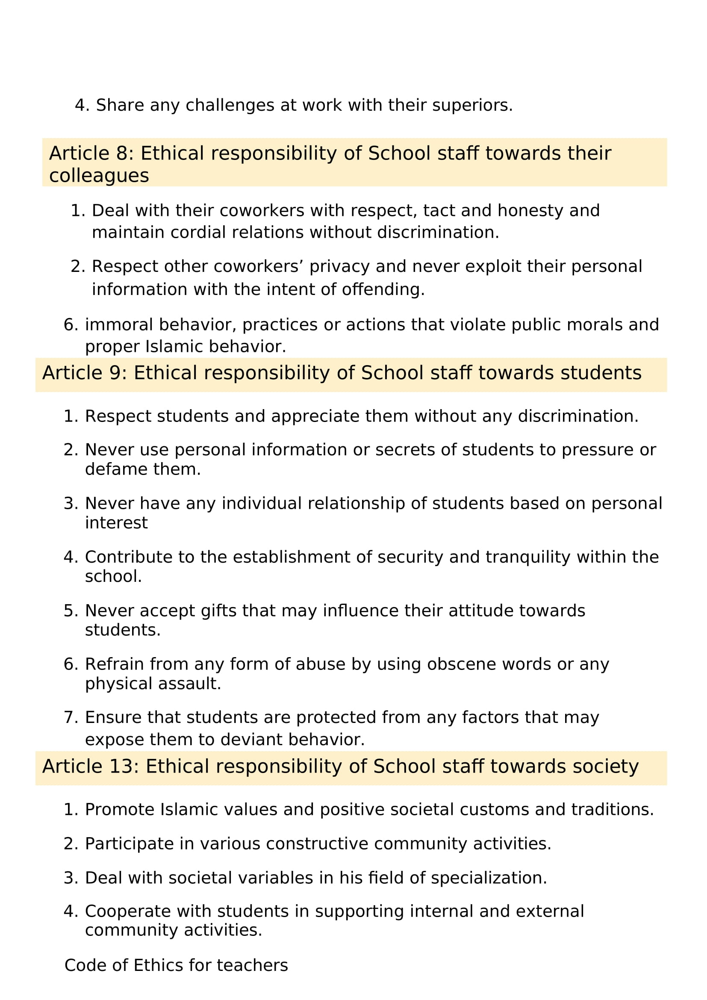 4. Share any challenges at work with their superiors.
Article 8: Ethical responsibility of School staff towards their
colleagues
1. Deal with their coworkers with respect, tact and honesty and
maintain cordial relations without discrimination.
2. Respect other coworkers’ privacy and never exploit their personal
information with the intent of offending.
6. immoral behavior, practices or actions that violate public morals and
proper Islamic behavior.
Article 9: Ethical responsibility of School staff towards students
1. Respect students and appreciate them without any discrimination.
2. Never use personal information or secrets of students to pressure or
defame them.
3. Never have any individual relationship of students based on personal
interest
4. Contribute to the establishment of security and tranquility within the
school.
5. Never accept gifts that may influence their attitude towards
students.
6. Refrain from any form of abuse by using obscene words or any
physical assault.
7. Ensure that students are protected from any factors that may
expose them to deviant behavior.
Article 13: Ethical responsibility of School staff towards society
1. Promote Islamic values and positive societal customs and traditions.
2. Participate in various constructive community activities.
3. Deal with societal variables in his field of specialization.
4. Cooperate with students in supporting internal and external
community activities.
Code of Ethics for teachers